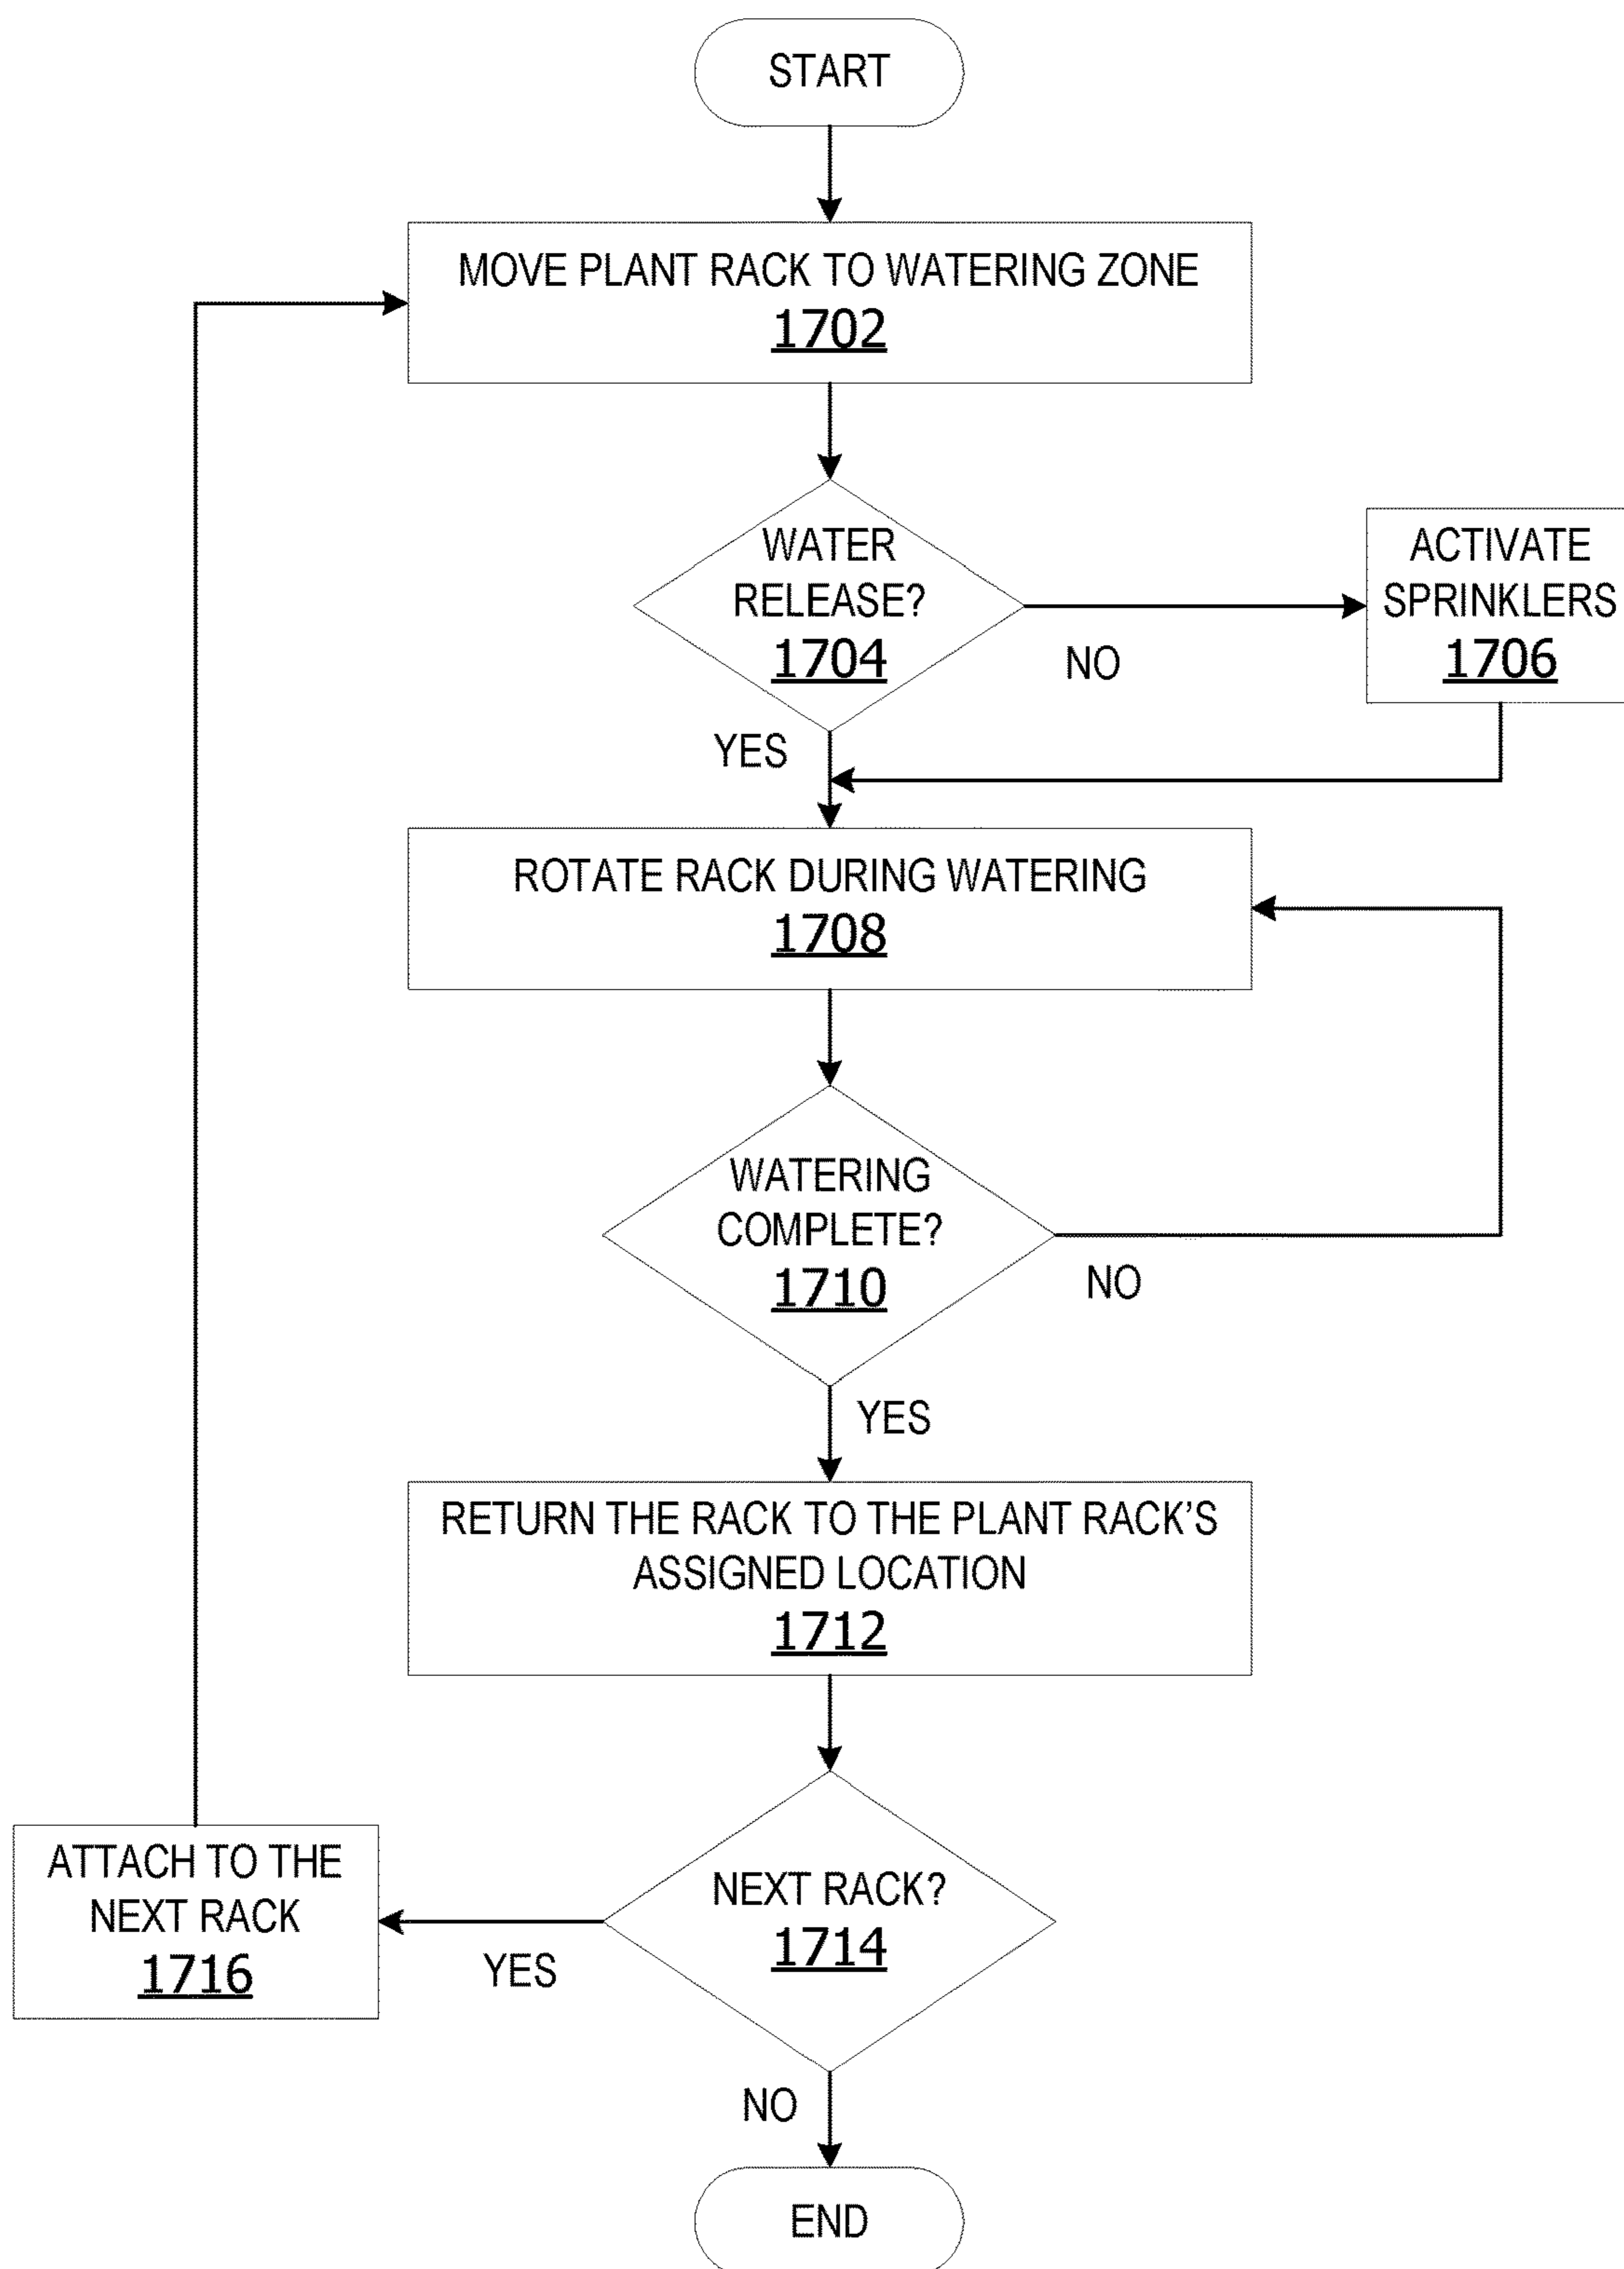 START
MOVE PLANT RACK TO WATERING ZONE
1702
WATER
RELEASE?
1704
NO
ACTIVATE
SPRINKLERS
1706
YES
ROTATE RACK DURING WATERING
1708
WATERING
COMPLETE?
1710
NO
YES
RETURN THE RACK TO THE PLANT RACK'S
ASSIGNED LOCATION
1712
NEXT RACK?
1714
YES
ATTACH TO THE
NEXT RACK
1716
NO
END